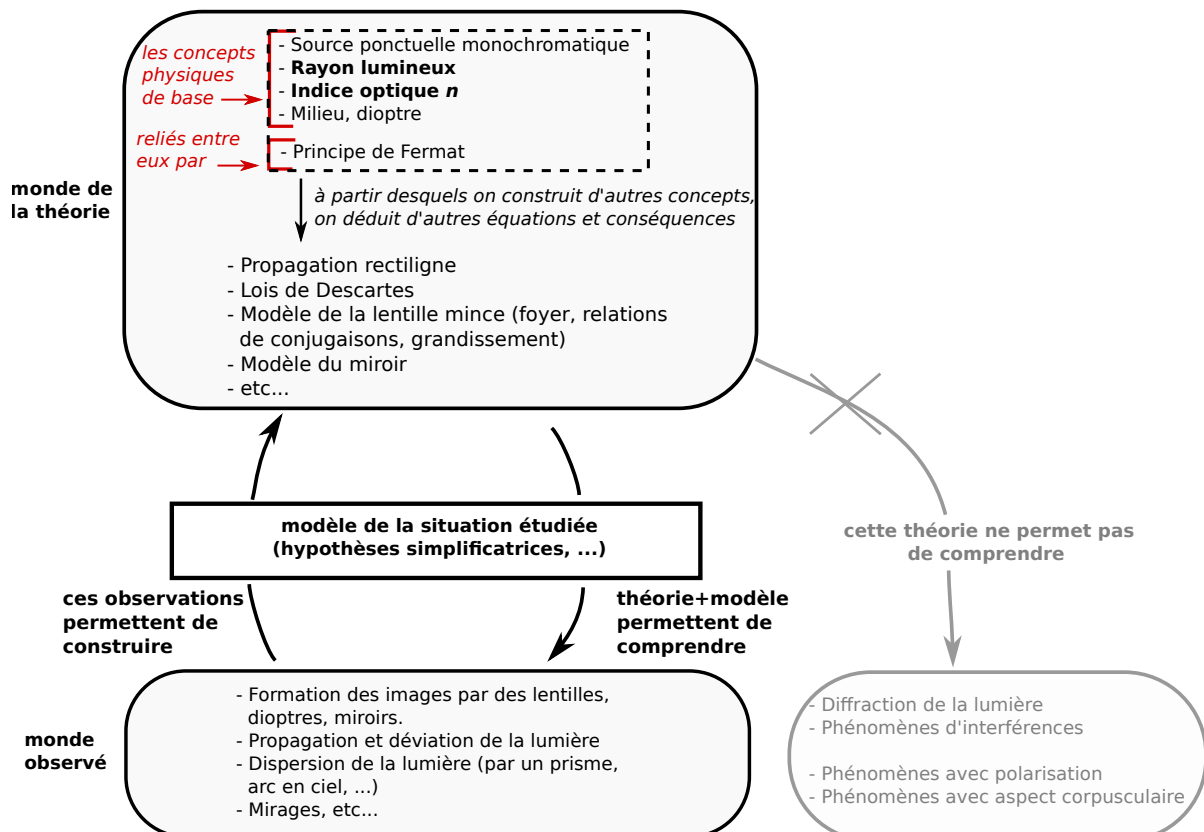 les concepts
physiques
de base
- Source ponctuelle monochromatique
- Rayon lumineux
- Indice optique n
- Milieu, dioptre
reliés entre
eux par
- Principe de Fermat
monde de
la théorie
à partir desquels on construit d'autres concepts,
on déduit d'autres équations et conséquences
- Propagation rectiligne
- Lois de Descartes
- Modèle de la lentille mince (foyer, relations
de conjugaisons, grandissement)
- Modèle du miroir
- etc...
modèle de la situation étudiée
(hypothèses simplificatrices, ...)
cette théorie ne permet pas
de comprendre
ces observations
permettent de
construire
théorie+modèle
permettent de
comprendre
monde
observé
- Formation des images par des lentilles,
dioptres, miroirs.
- Propagation et déviation de la lumière
- Dispersion de la lumière (par un prisme,
arc en ciel, ...)
- Mirages, etc...
- Diffraction de la lumière
- Phénomènes d'interférences
- Phénomènes avec polarisation
- Phénomènes avec aspect corpusculaire